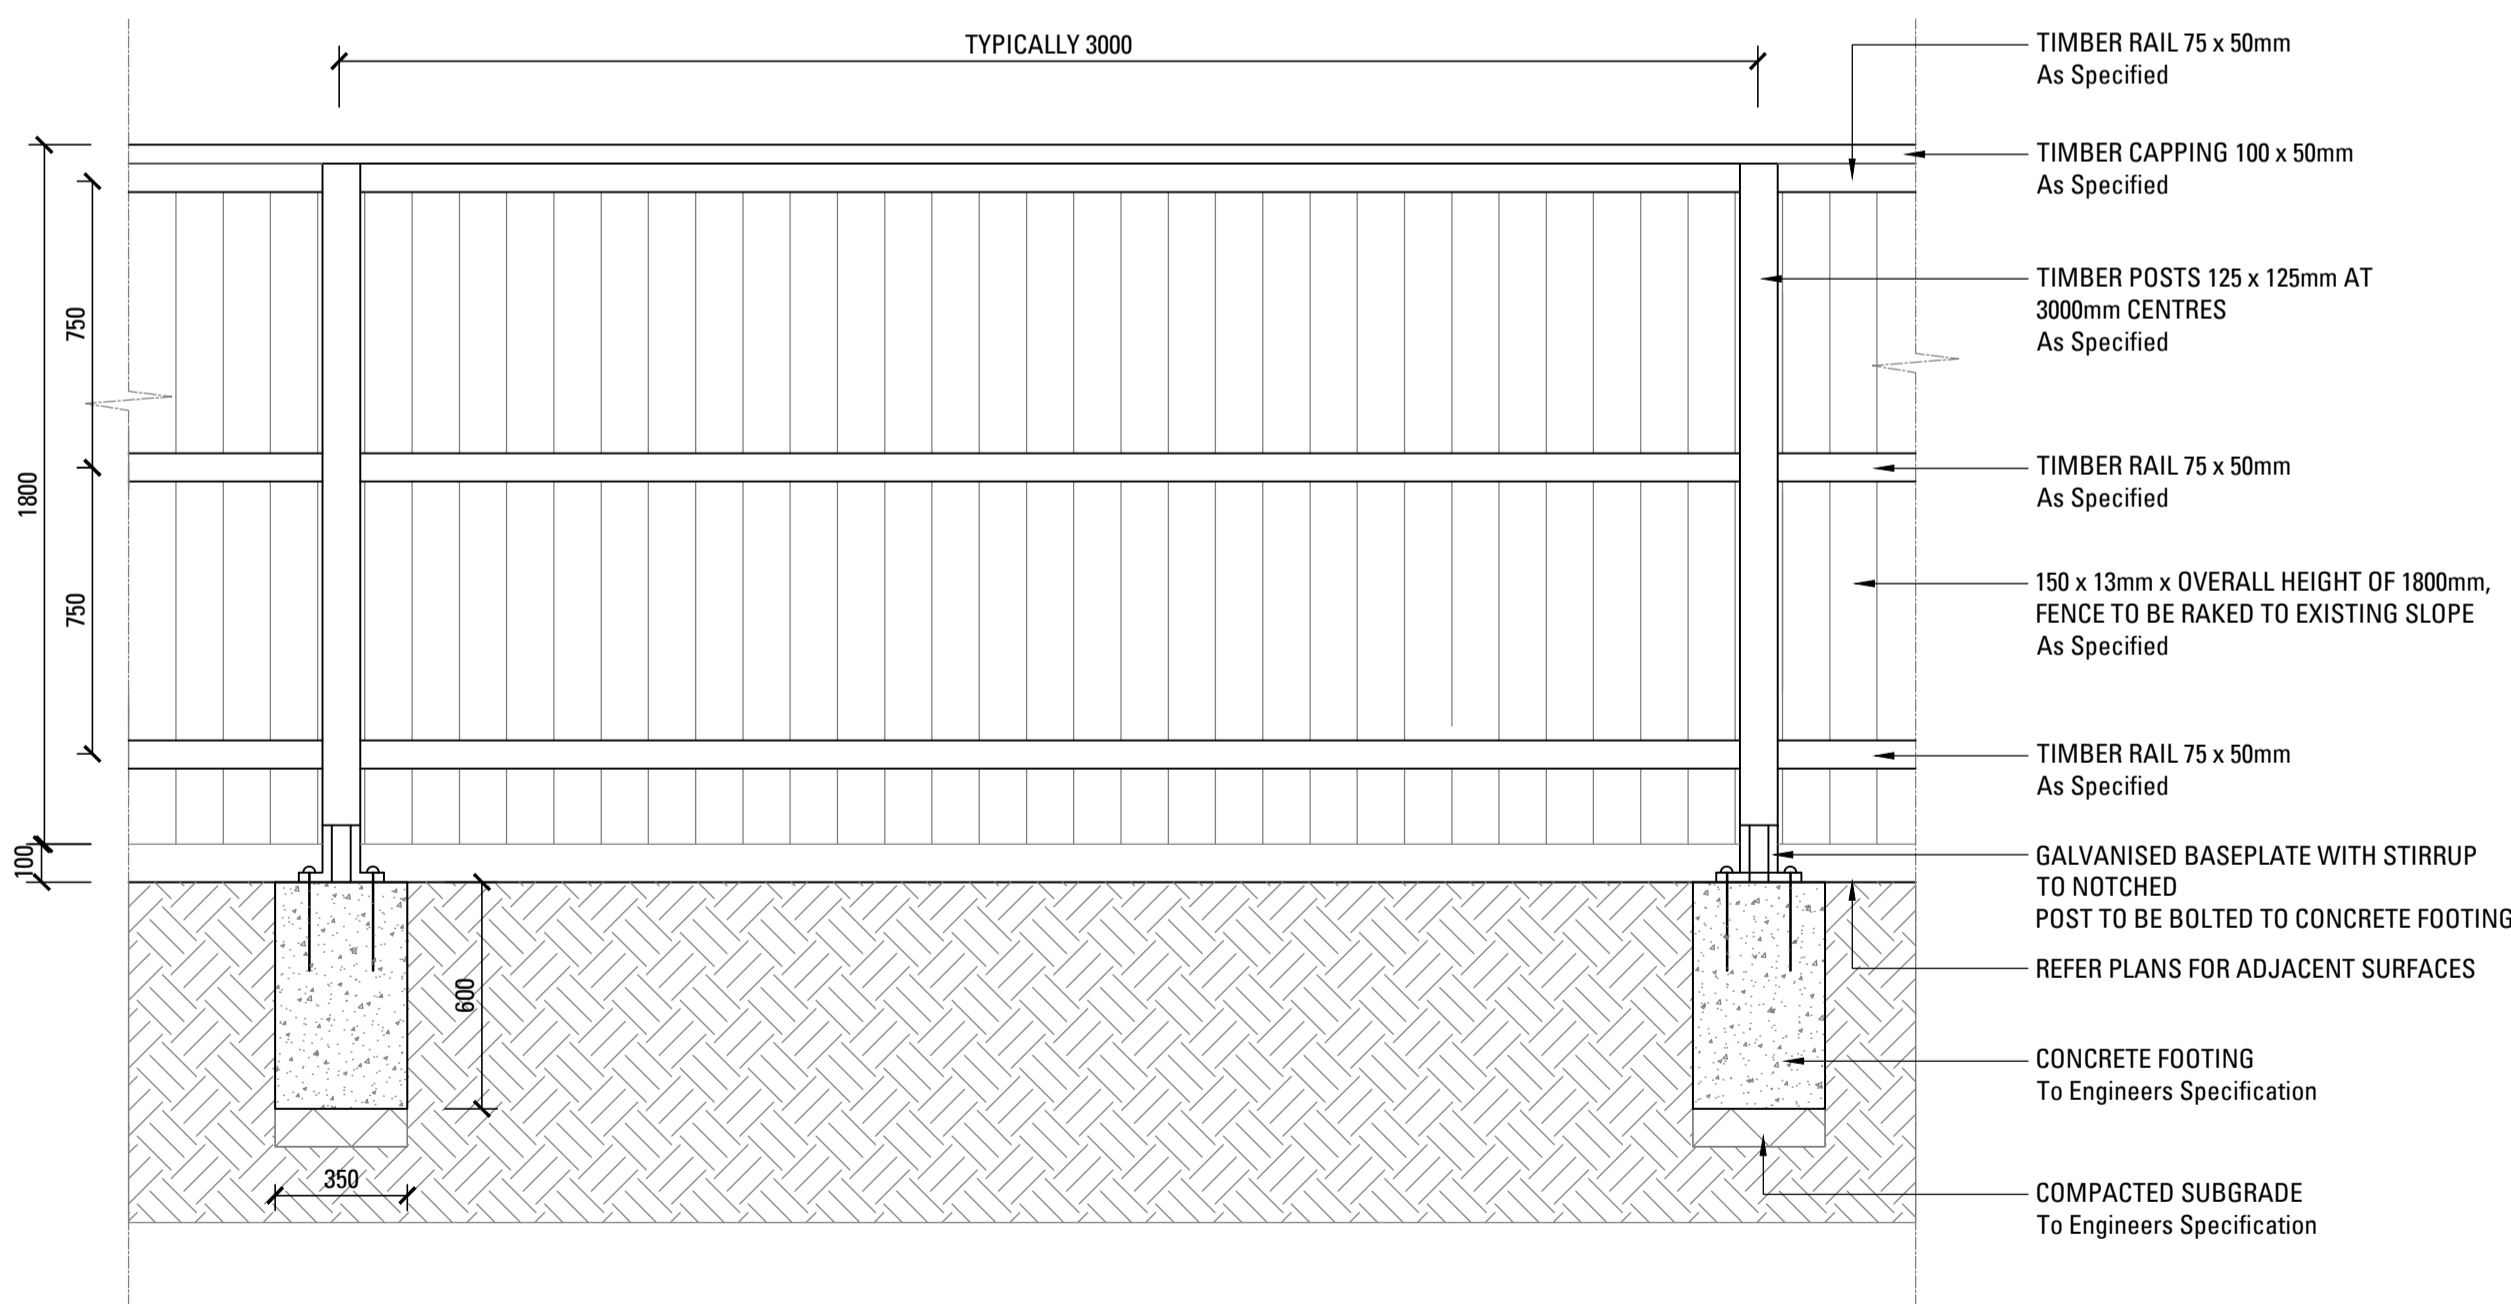 TYPICALLY 3000
TIMBER RAIL 75 x 50mm
As Specified
TIMBER CAPPING 100 x 50mm
As Specified
TIMBER POSTS 125 x 125mm AT
3000mm CENTRES
As Specified
750
TIMBER RAIL 75 x 50mm
As Specified
1800
750
150 x 13mm x OVERALL HEIGHT OF 1800mm,
FENCE TO BE RAKED TO EXISTING SLOPE
As Specified
TIMBER RAIL 75 x 50mm
As Specified
100
GALVANISED BASEPLATE WITH STIRRUP
TO NOTCHED
POST TO BE BOLTED TO CONCRETE FOOTING
REFER PLANS FOR ADJACENT SURFACES
600
CONCRETE FOOTING
To Engineers Specification
350
COMPACTED SUBGRADE
To Engineers Specification